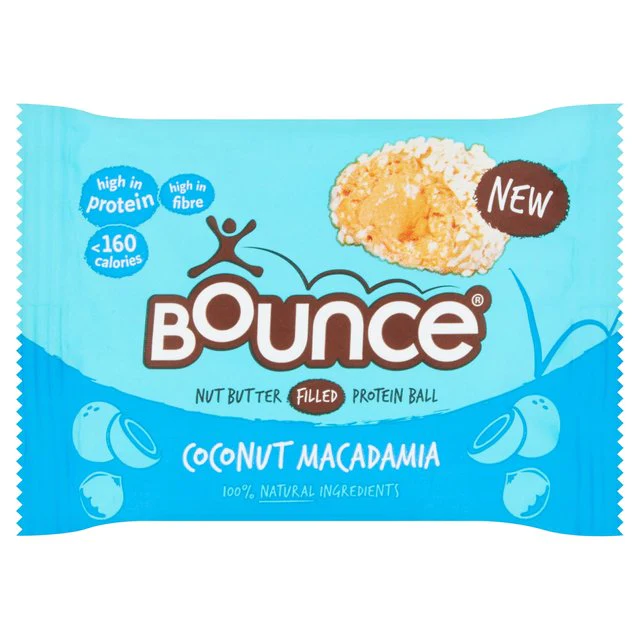 high in
protein
high in
fibre
<160
calories
NEW
BOUNCE®
NUT BUTTER FILLED PROTEIN BALL
COCONUT MACADAMIA
100% NATURAL INGREDIENTS